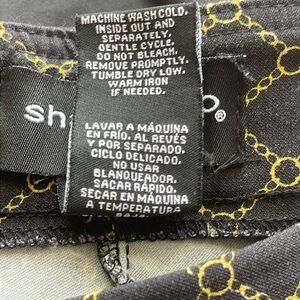 MACHINE WASH COLD.
INSIDE OUT AND
SEPARATELY.
GENTLE CYCLE.
DO NOT BLEACH.
REMOVE PROMPTLY.
TUMBLE DRY LOW.
WARM IRON
IF NEEDED.
sh
o®
LAVAR A MÁQUINA
EN FRÍO, AL REVÉS
Y POR SEPARADO.
CICLO DELICADO.
NO USAR
BLANQUEADOR.
SACAR RÁPIDO.
SECAR EN MÁQUINA
A TEMPERATURA
BAJA.